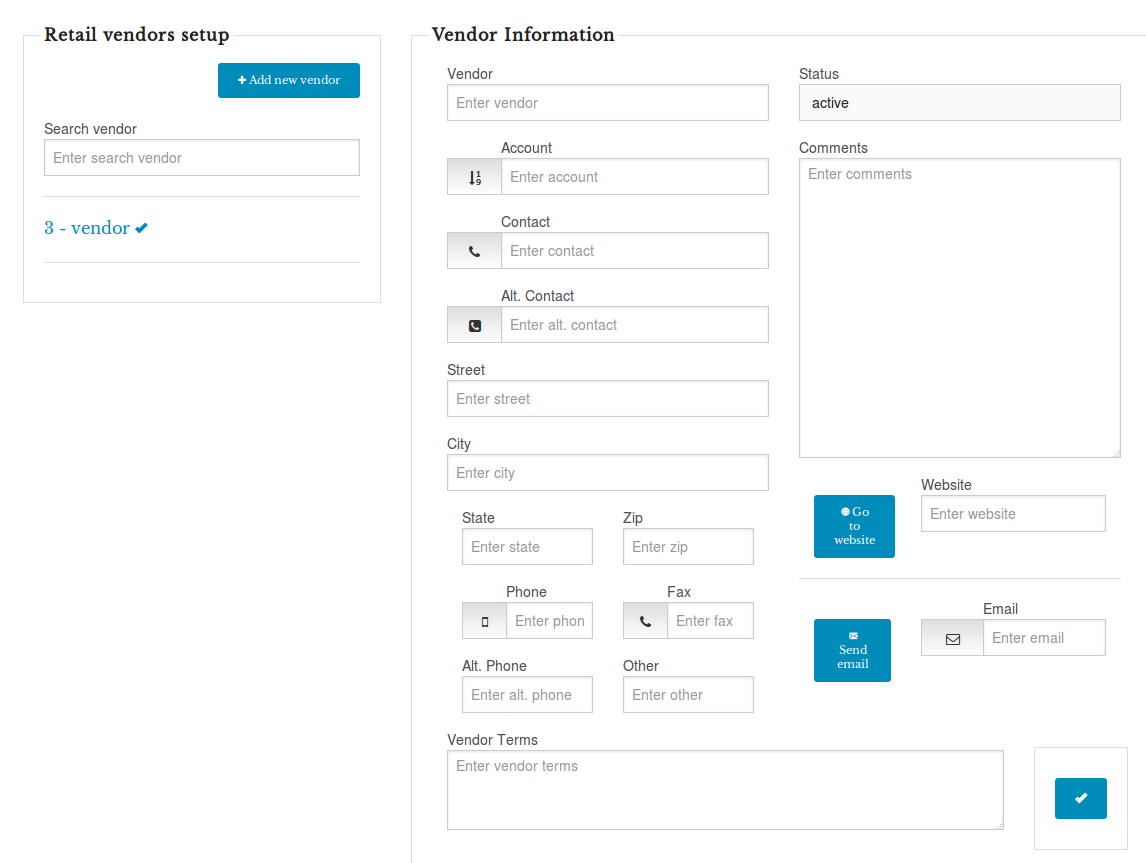 Retail vendors setup
Add new vendor
Search vendor
Enter search vendor
3 - vendor
Vendor Information
Vendor
Enter vendor
Account
Enter account
Contact
Enter contact
Alt. Contact
Enter alt. contact
Street
Enter street
City
Enter city
State
Enter state
Zip
Enter zip
Phone
Enter phon
Fax
Enter fax
Alt. Phone
Enter alt. phone
Other
Enter other
Status
active
Comments
Enter comments
Go
to
website
Website
Enter website
Send
email
Email
Enter email
Vendor Terms
Enter vendor terms